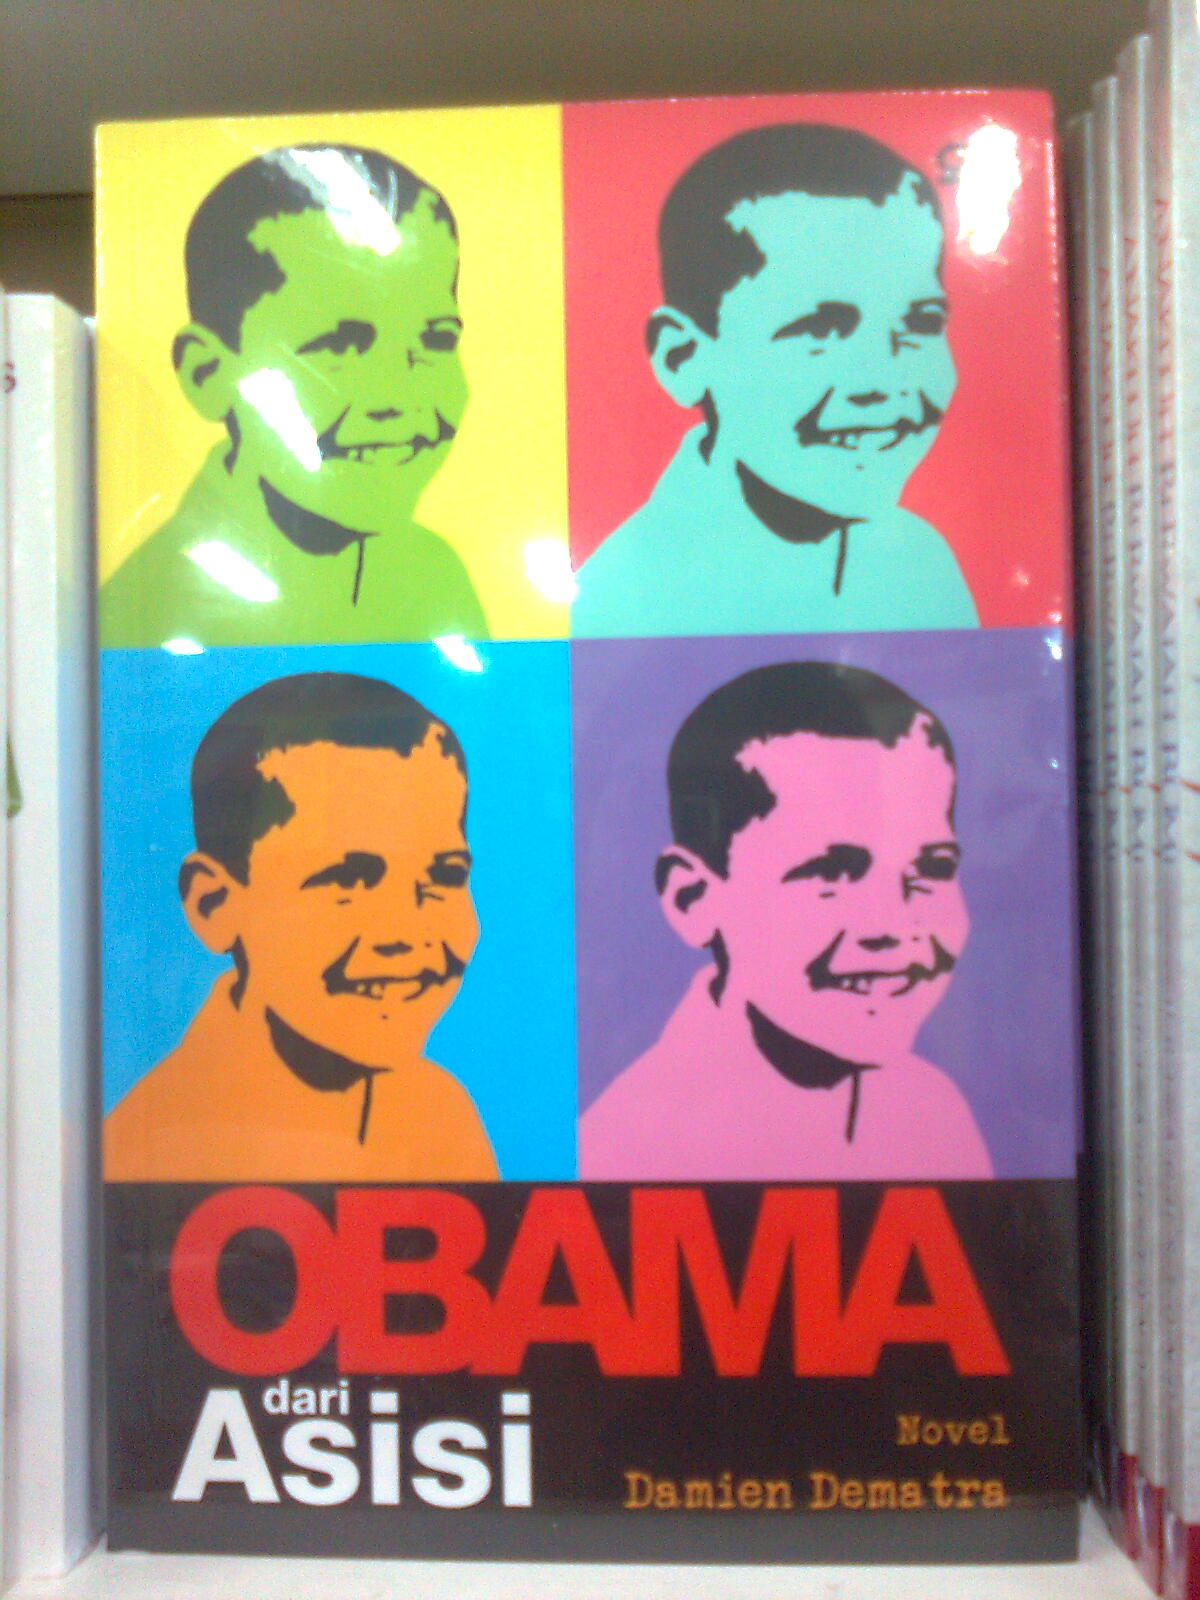 OBAMA
dari
Asisi
Novel
Damien Dematra